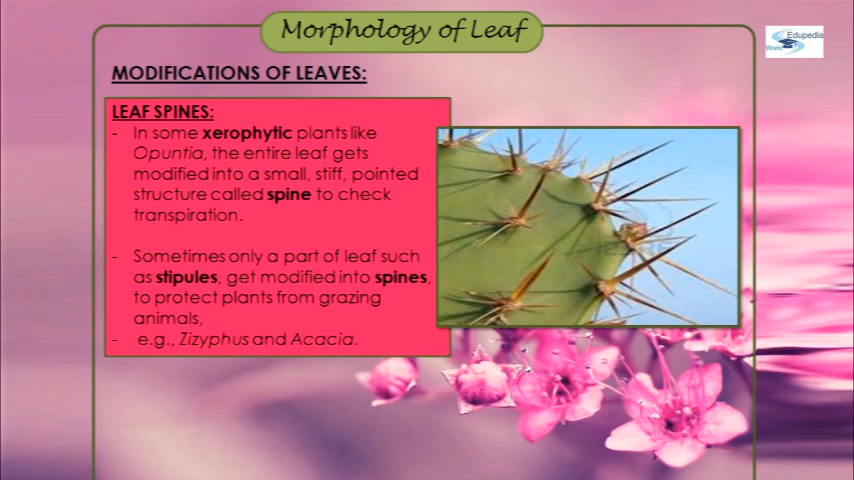 Morphology of Leaf
Edupedia
World
MODIFICATIONS OF LEAVES:
LEAF SPINES:
- In some xerophytic plants like
Opuntia, the entire leaf gets
modified into a small, stiff, pointed
structure called spine to check
transpiration.
- Sometimes only a part of leaf such
as stipules, get modified into spines,
to protect plants from grazing
animals,
- e.g., Zizyphus and Acacia.